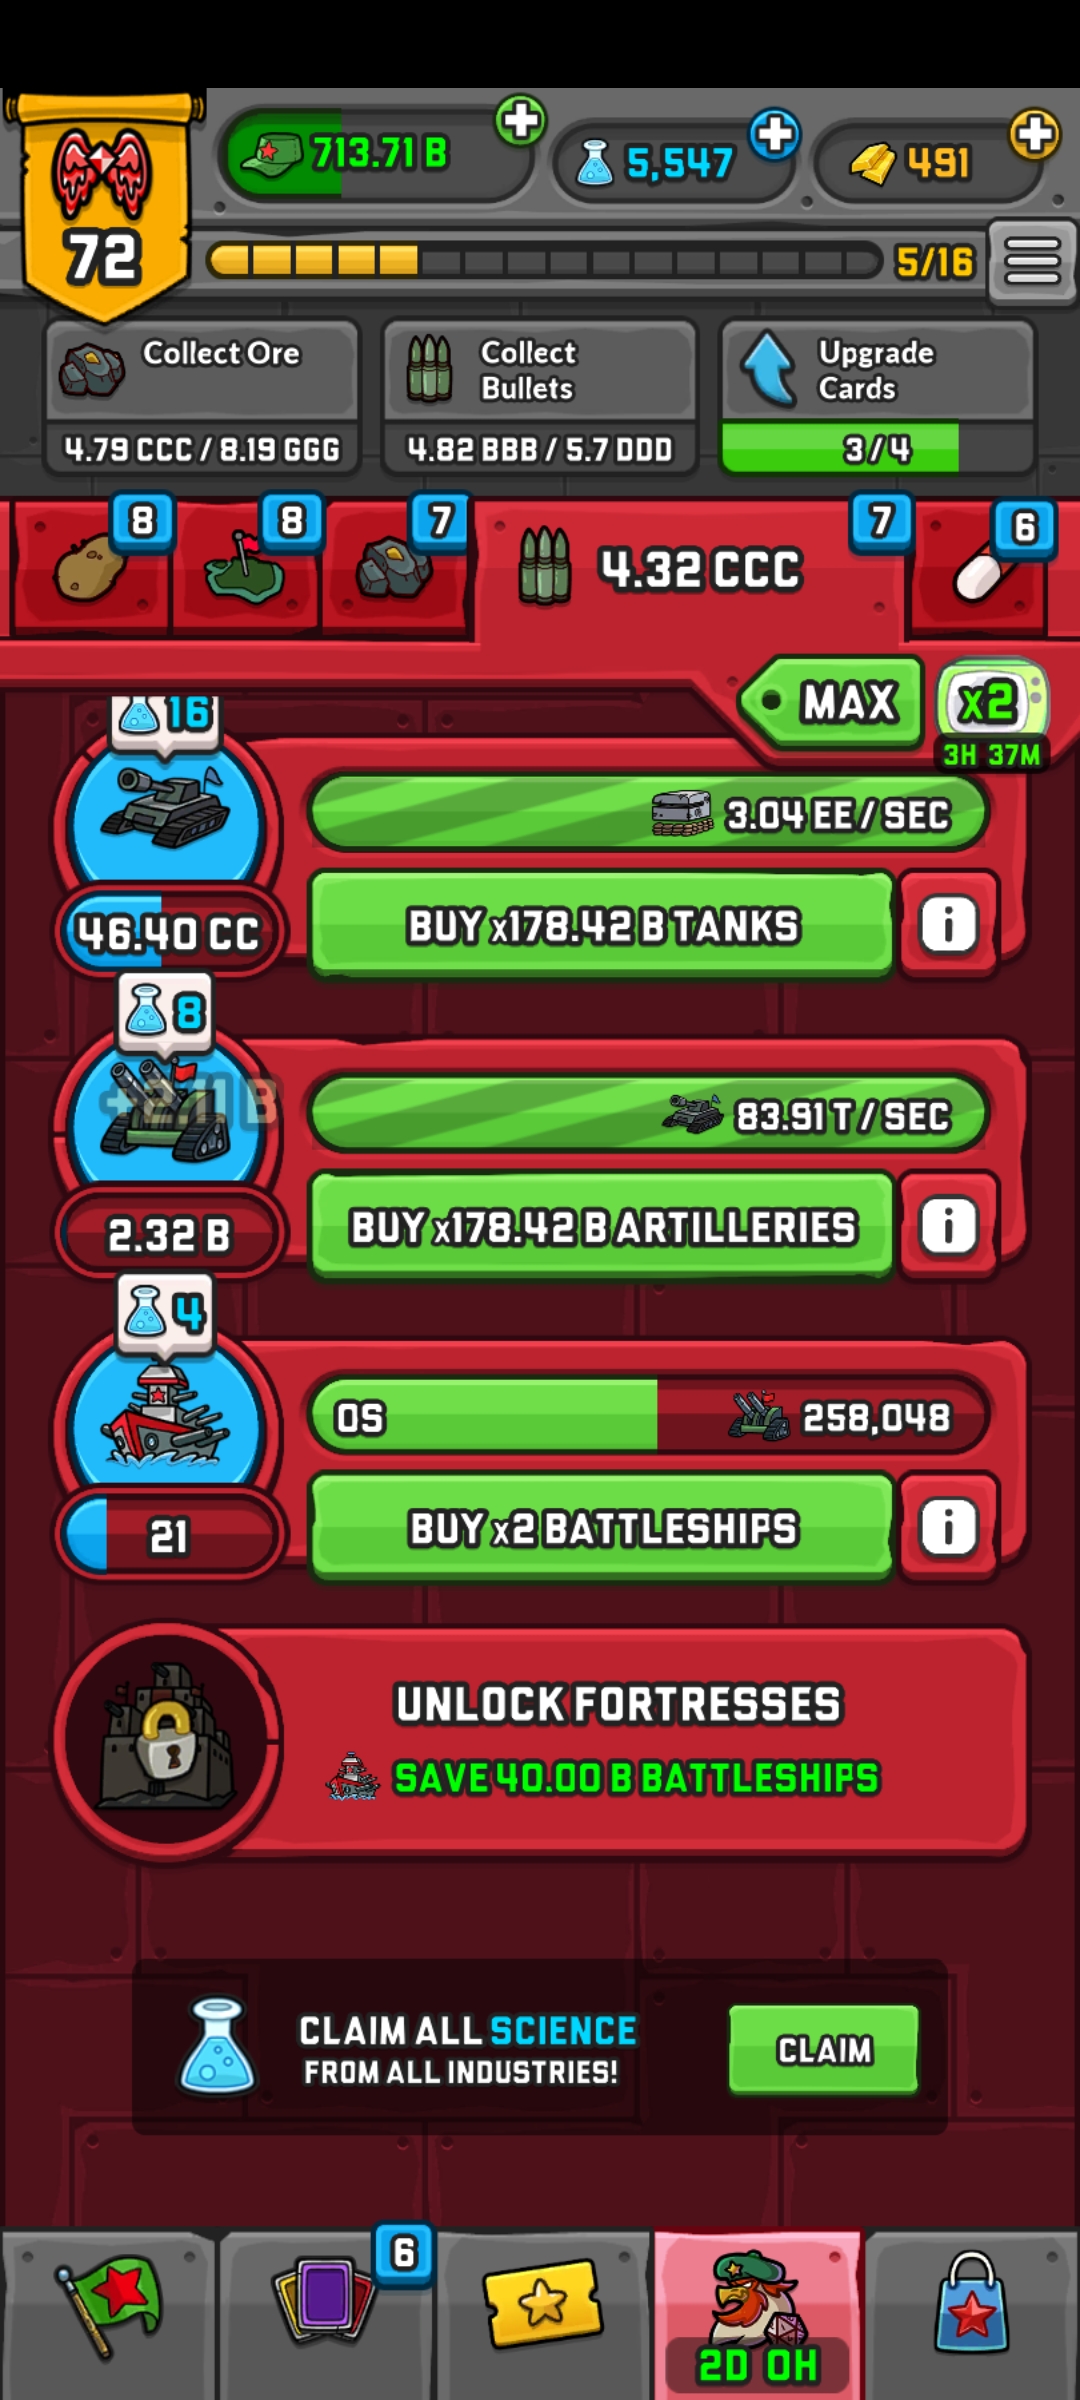 713.71 B
5,547
491
72
5/16
Collect Ore
4.79 CCC / 8.19 GGG
Collect
Bullets
4.82 BBB / 5.7 DDD
Upgrade
Cards
3/4
8
8
7
4.32 CCC
7
6
MAX
x2
3H 37M
16
3.04 EE / SEC
46.40 CC
BUY x178.42 B TANKS
i
8
+2.11 B
83.91 T / SEC
2.32 B
BUY x178.42 B ARTILLERIES
i
4
0S
258,048
21
BUY x2 BATTLESHIPS
i
UNLOCK FORTRESSES
SAVE 40.00 B BATTLESHIPS
CLAIM ALL SCIENCE
FROM ALL INDUSTRIES!
CLAIM
6
2D 0H